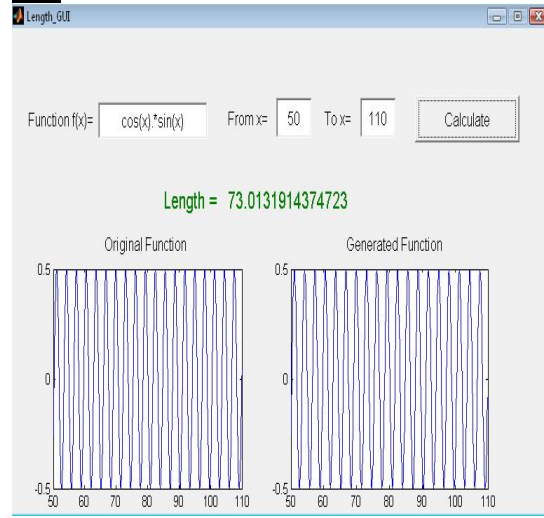 Length_GUI
Function f(x)= cos(x).*sin(x) From x= 50 To x= 110 Calculate
Length = 73.0131914374723
Original Function Generated Function
0.5 0.5
0 0
-0.5 -0.5
50 60 70 80 90 100 110 50 60 70 80 90 100 110